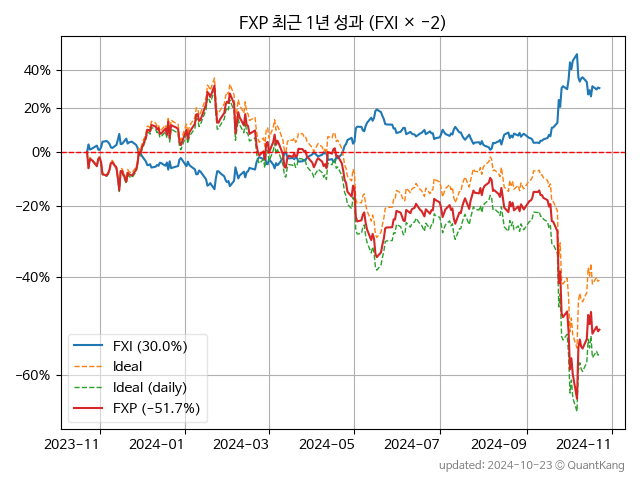 FXP 최근 1년 성과 (FXI × −2)
40%
20%
0%
−20%
−40%
−60%
FXI (30.0%)
Ideal
Ideal (daily)
FXP (−51.7%)
2023-11
2024-01
2024-03
2024-05
2024-07
2024-09
2024-11
updated: 2024-10-23 © QuantKang